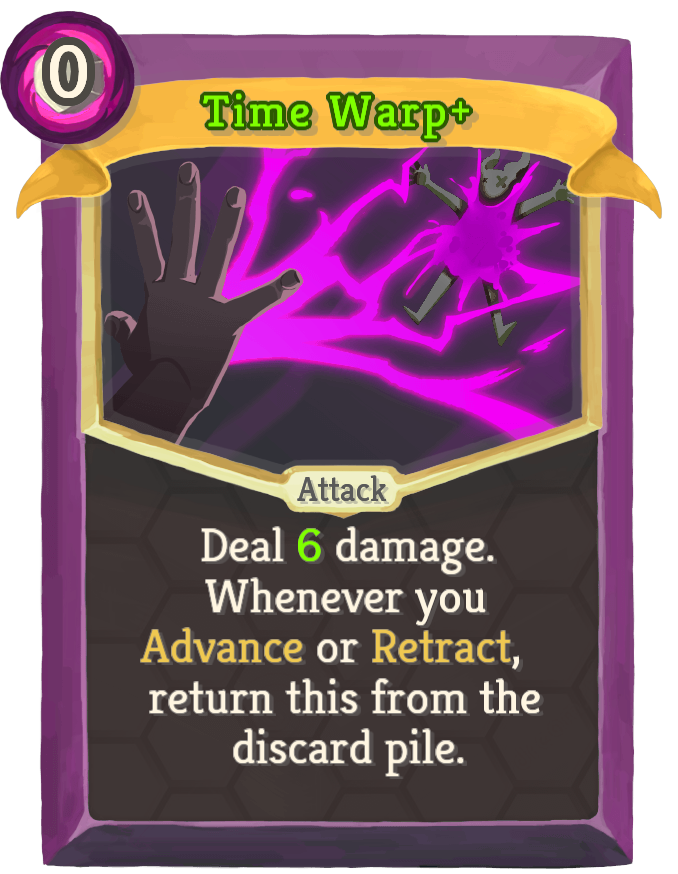 0
Time Warp+
Attack
Deal 6 damage.
Whenever you
Advance or Retract,
return this from the
discard pile.